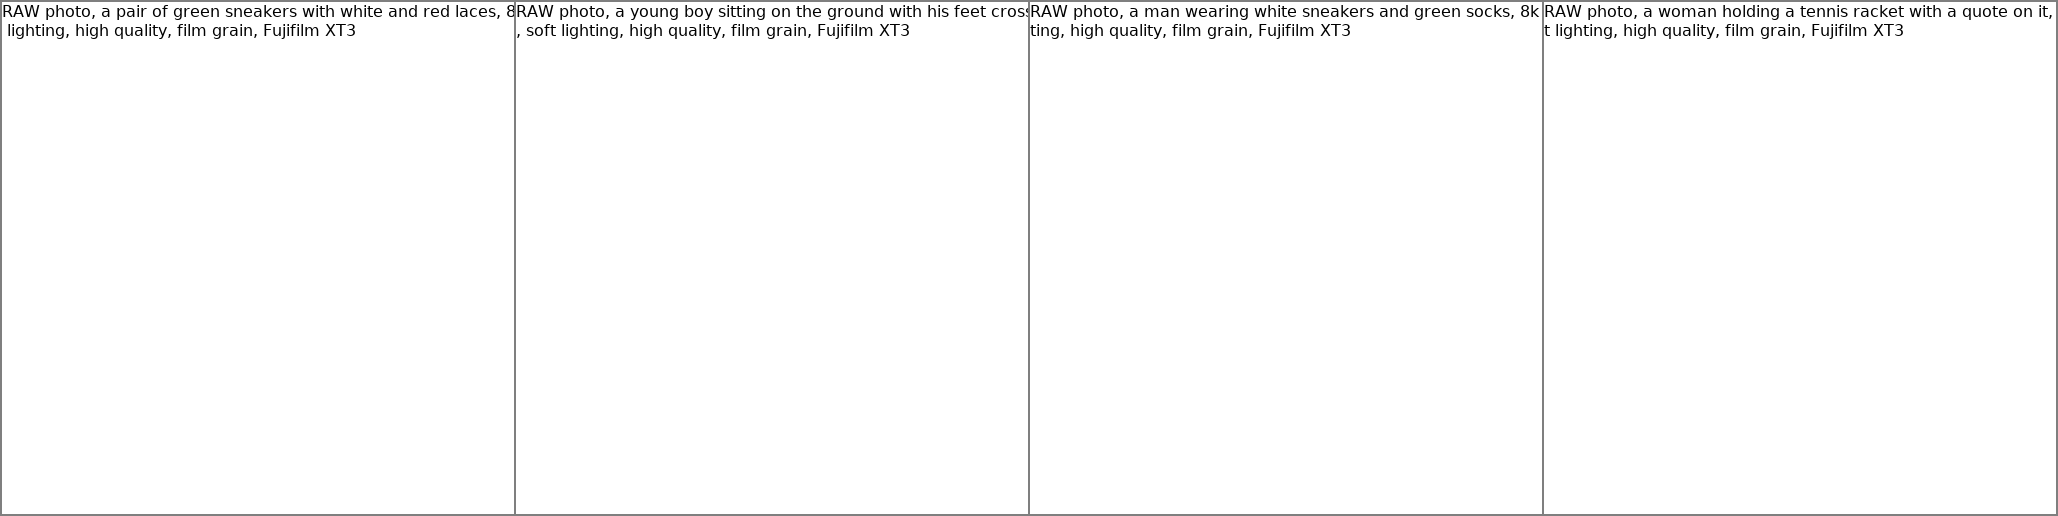 RAW photo, a pair of green sneakers with white and red laces, 8
lighting, high quality, film grain, Fujifilm XT3
RAW photo, a young boy sitting on the ground with his feet cross
, soft lighting, high quality, film grain, Fujifilm XT3
RAW photo, a man wearing white sneakers and green socks, 8k
ting, high quality, film grain, Fujifilm XT3
RAW photo, a woman holding a tennis racket with a quote on it,
t lighting, high quality, film grain, Fujifilm XT3